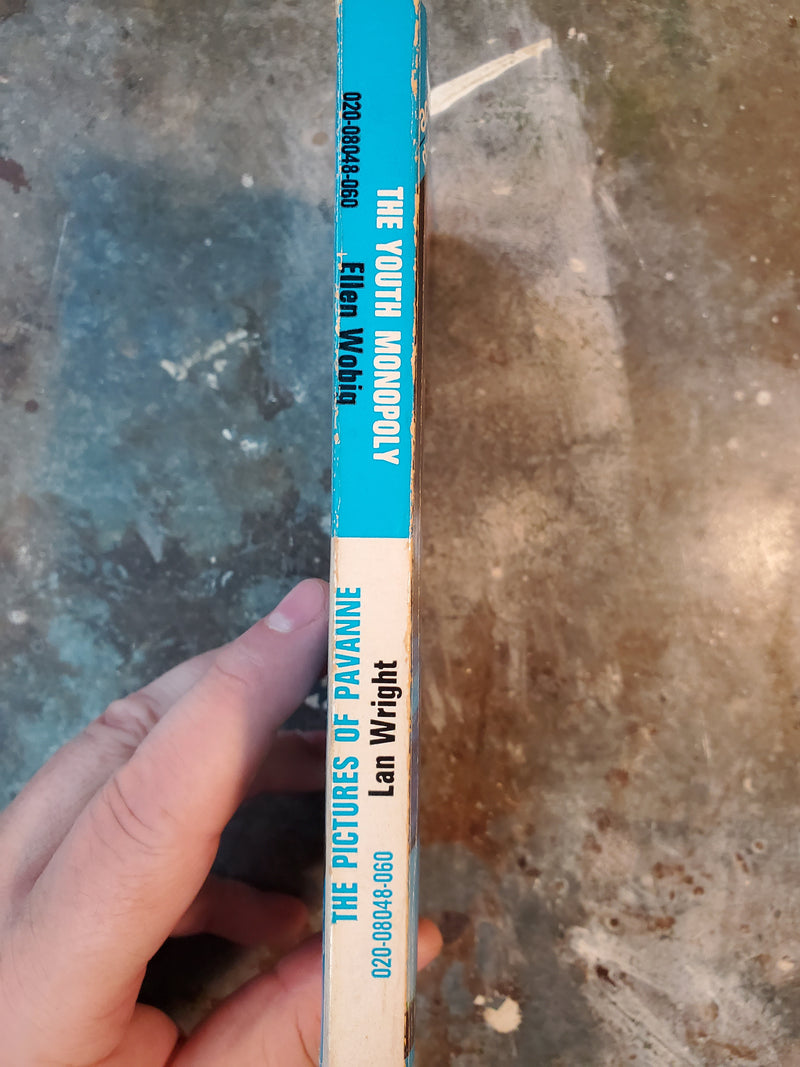 THE YOUTH MONOPOLY
Ellen Wobig
020-08048-060
THE PICTURES OF PAVANNE
Lan Wright
020-08048-060